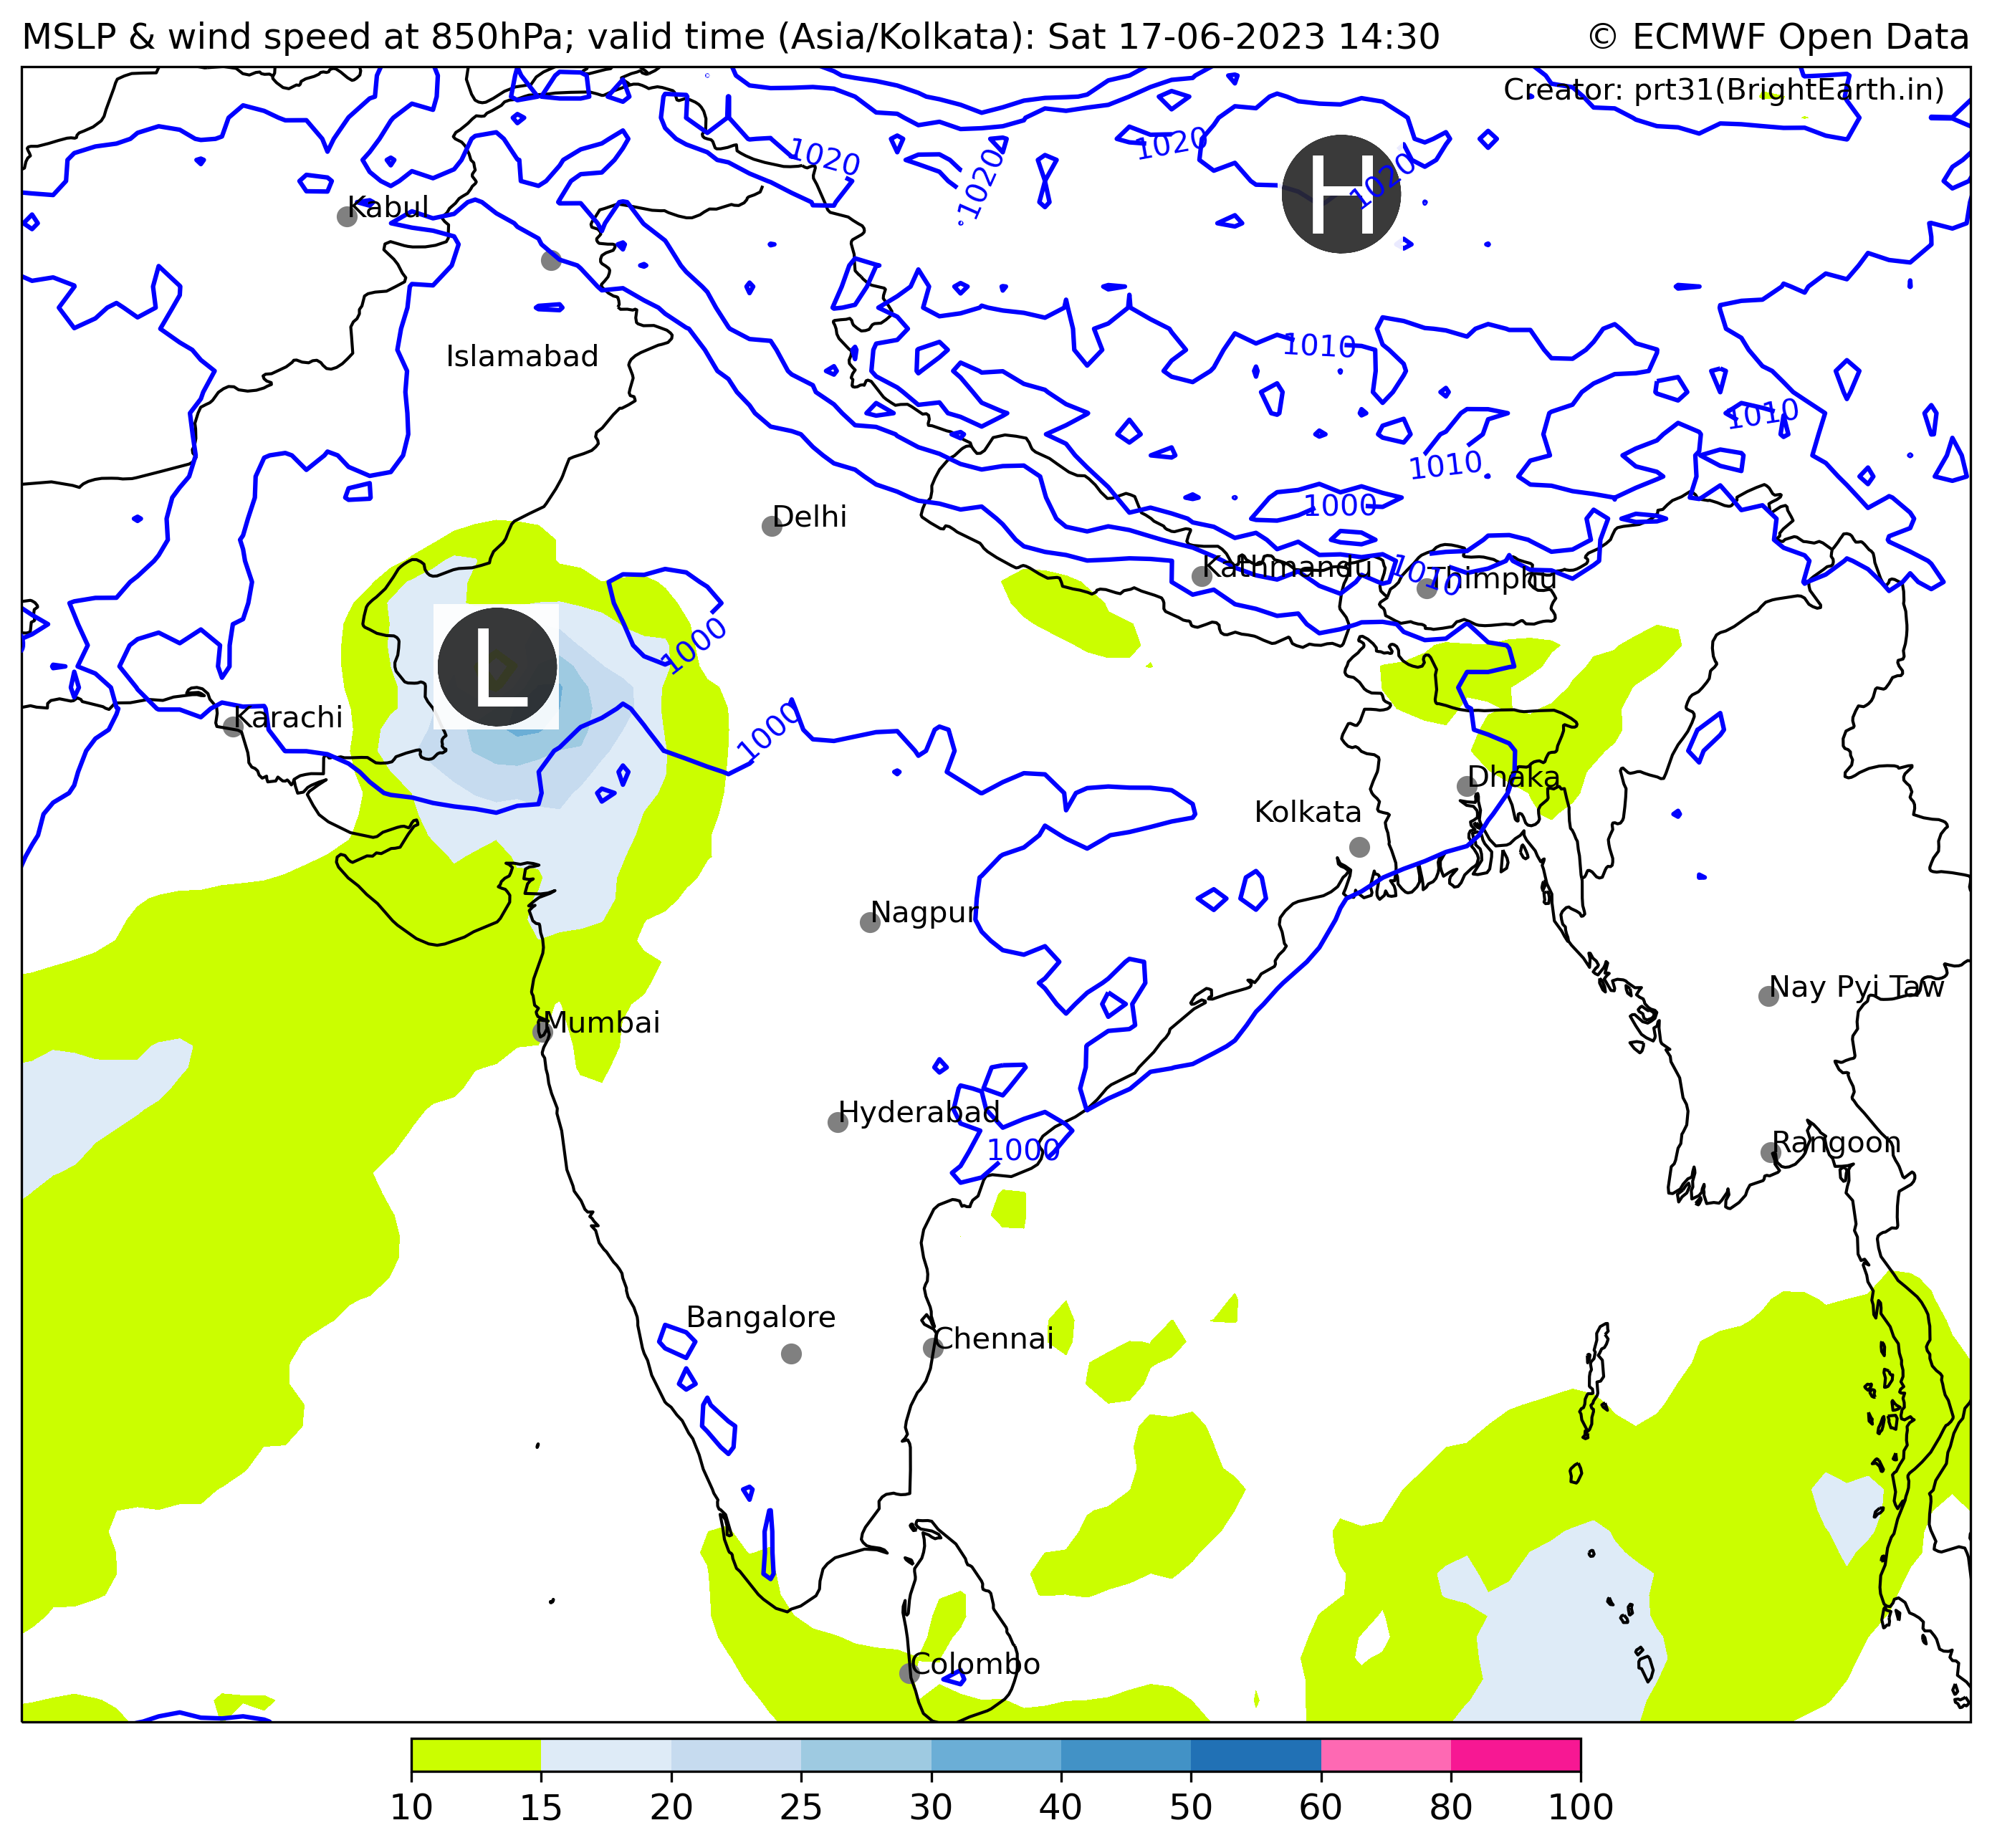 MSLP & wind speed at 850hPa; valid time (Asia/Kolkata): Sat 17-06-2023 14:30 © ECMWF Open Data
Creator: prt31(BrightEarth.in)
1020
1020
1020
1020
H
Kabul
1010
Islamabad
1010
1010
1000
Delhi
Kathmandu
1010
Thimphu
1000
L
Karachi
1000
Dhaka
Kolkata
Nagpur
Nay Pyi Taw
Mumbai
Hyderabad
1000
Rangoon
Bangalore
Chennai
Colombo
10 15 20 25 30 40 50 60 80 100